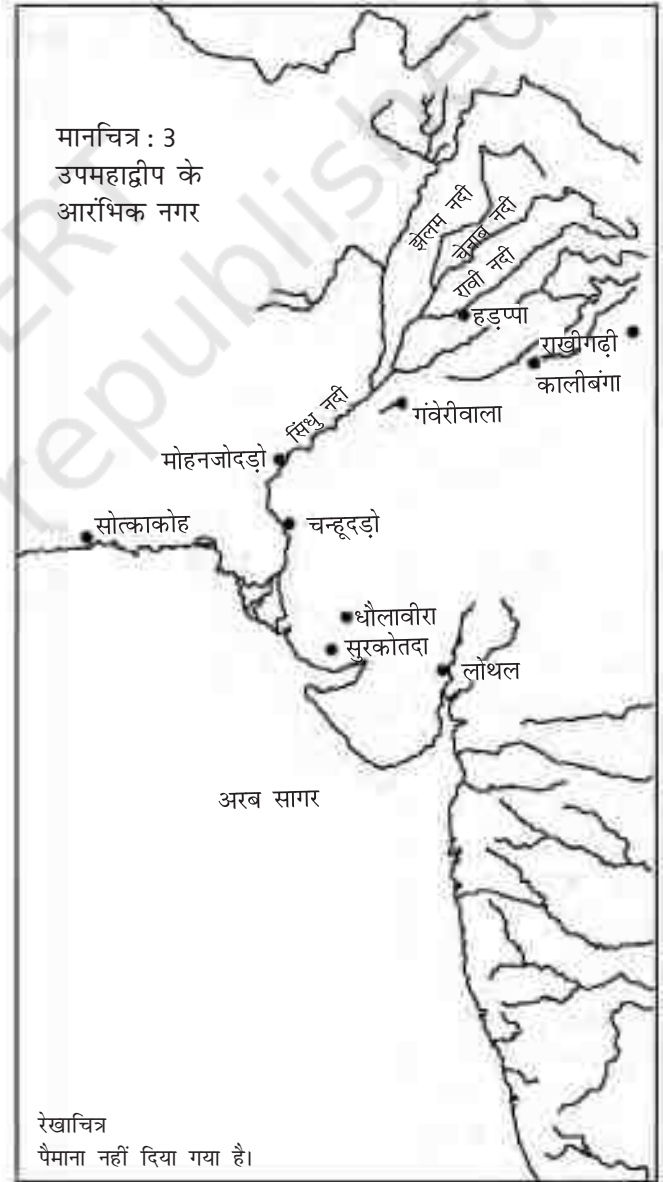 मानचित्र : 3
उपमहाद्वीप के
आरंभिक नगर
झेलम नदी
चेनाब नदी
रावी नदी
हड़प्पा
राखीगढ़ी
कालीबंगा
गंवेरीवाला
सिंधु नदी
मोहनजोदड़ो
सोत्काकोह
चन्हूदड़ो
धौलावीरा
सुरकोतदा
लोथल
अरब सागर
रेखाचित्र
पैमाना नहीं दिया गया है।